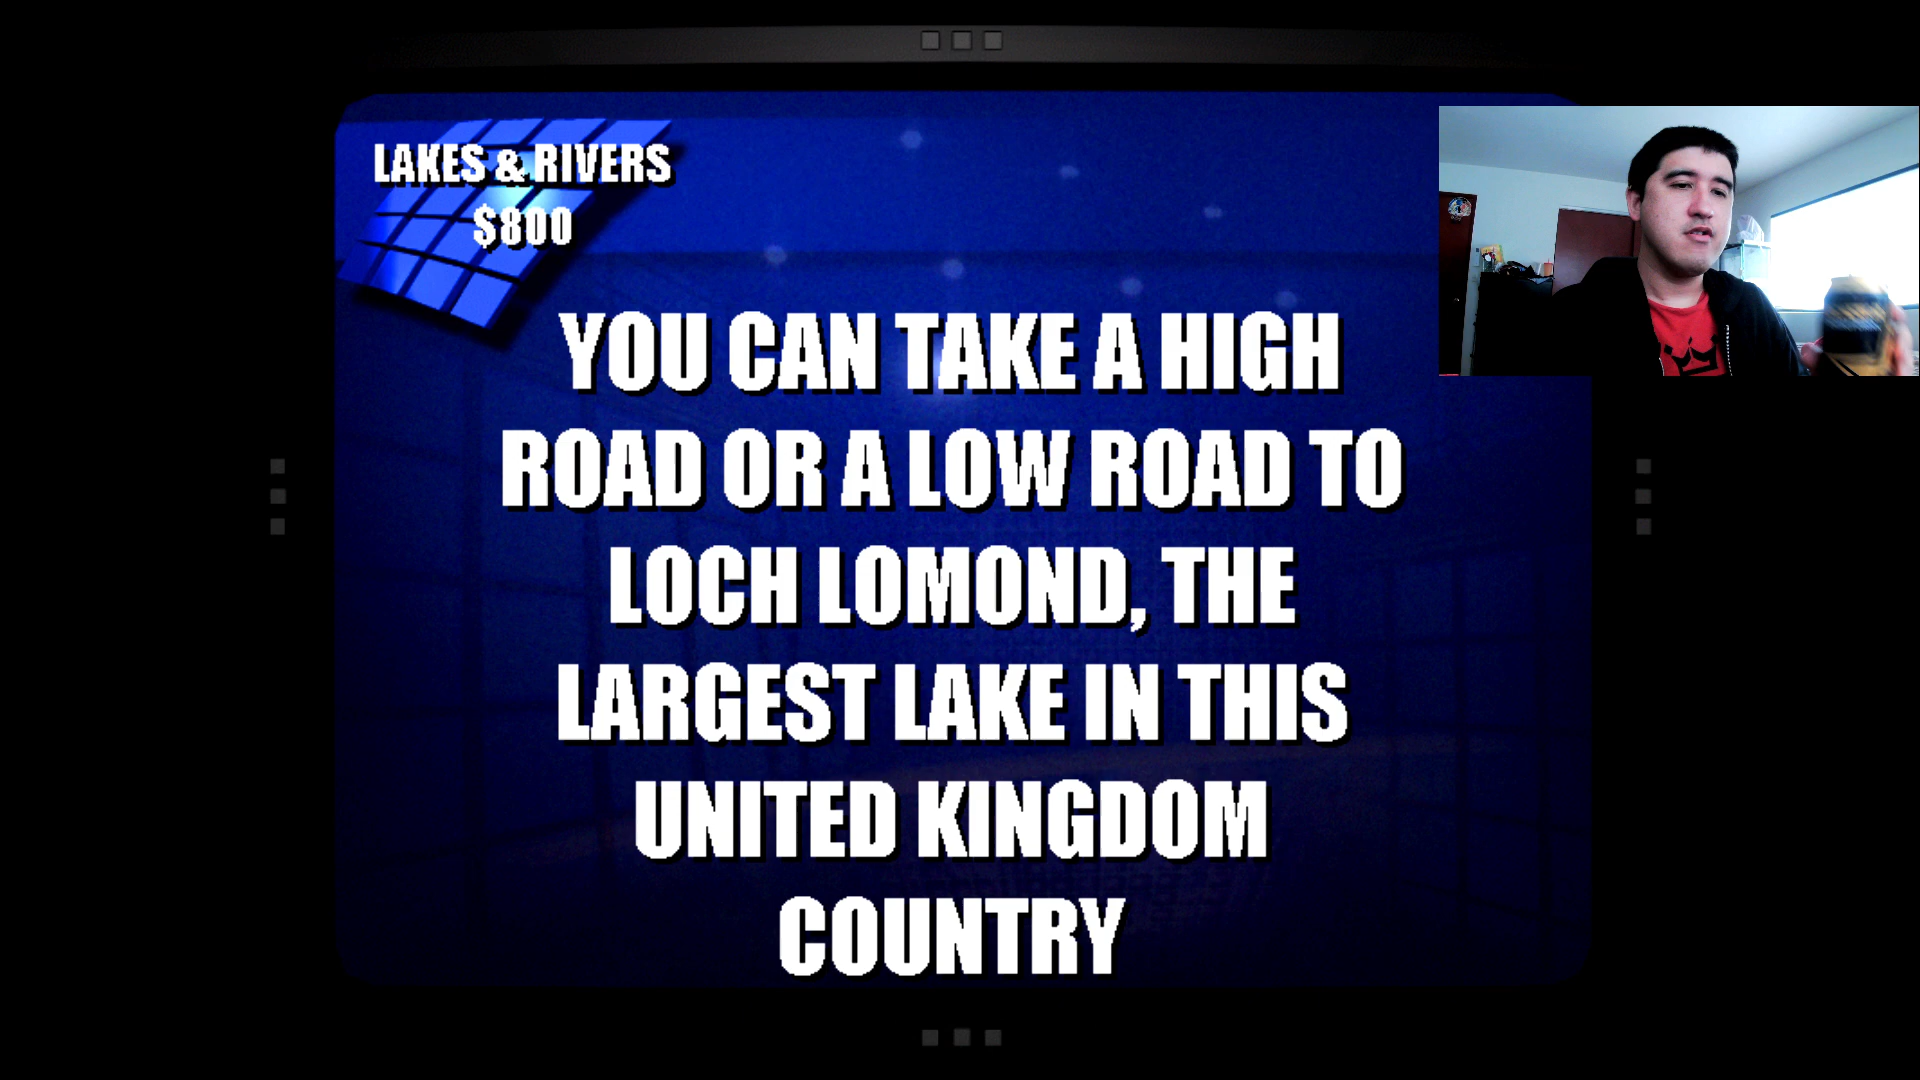 LAKES & RIVERS
$800
YOU CAN TAKE A HIGH
ROAD OR A LOW ROAD TO
LOCH LOMOND, THE
LARGEST LAKE IN THIS
UNITED KINGDOM
COUNTRY